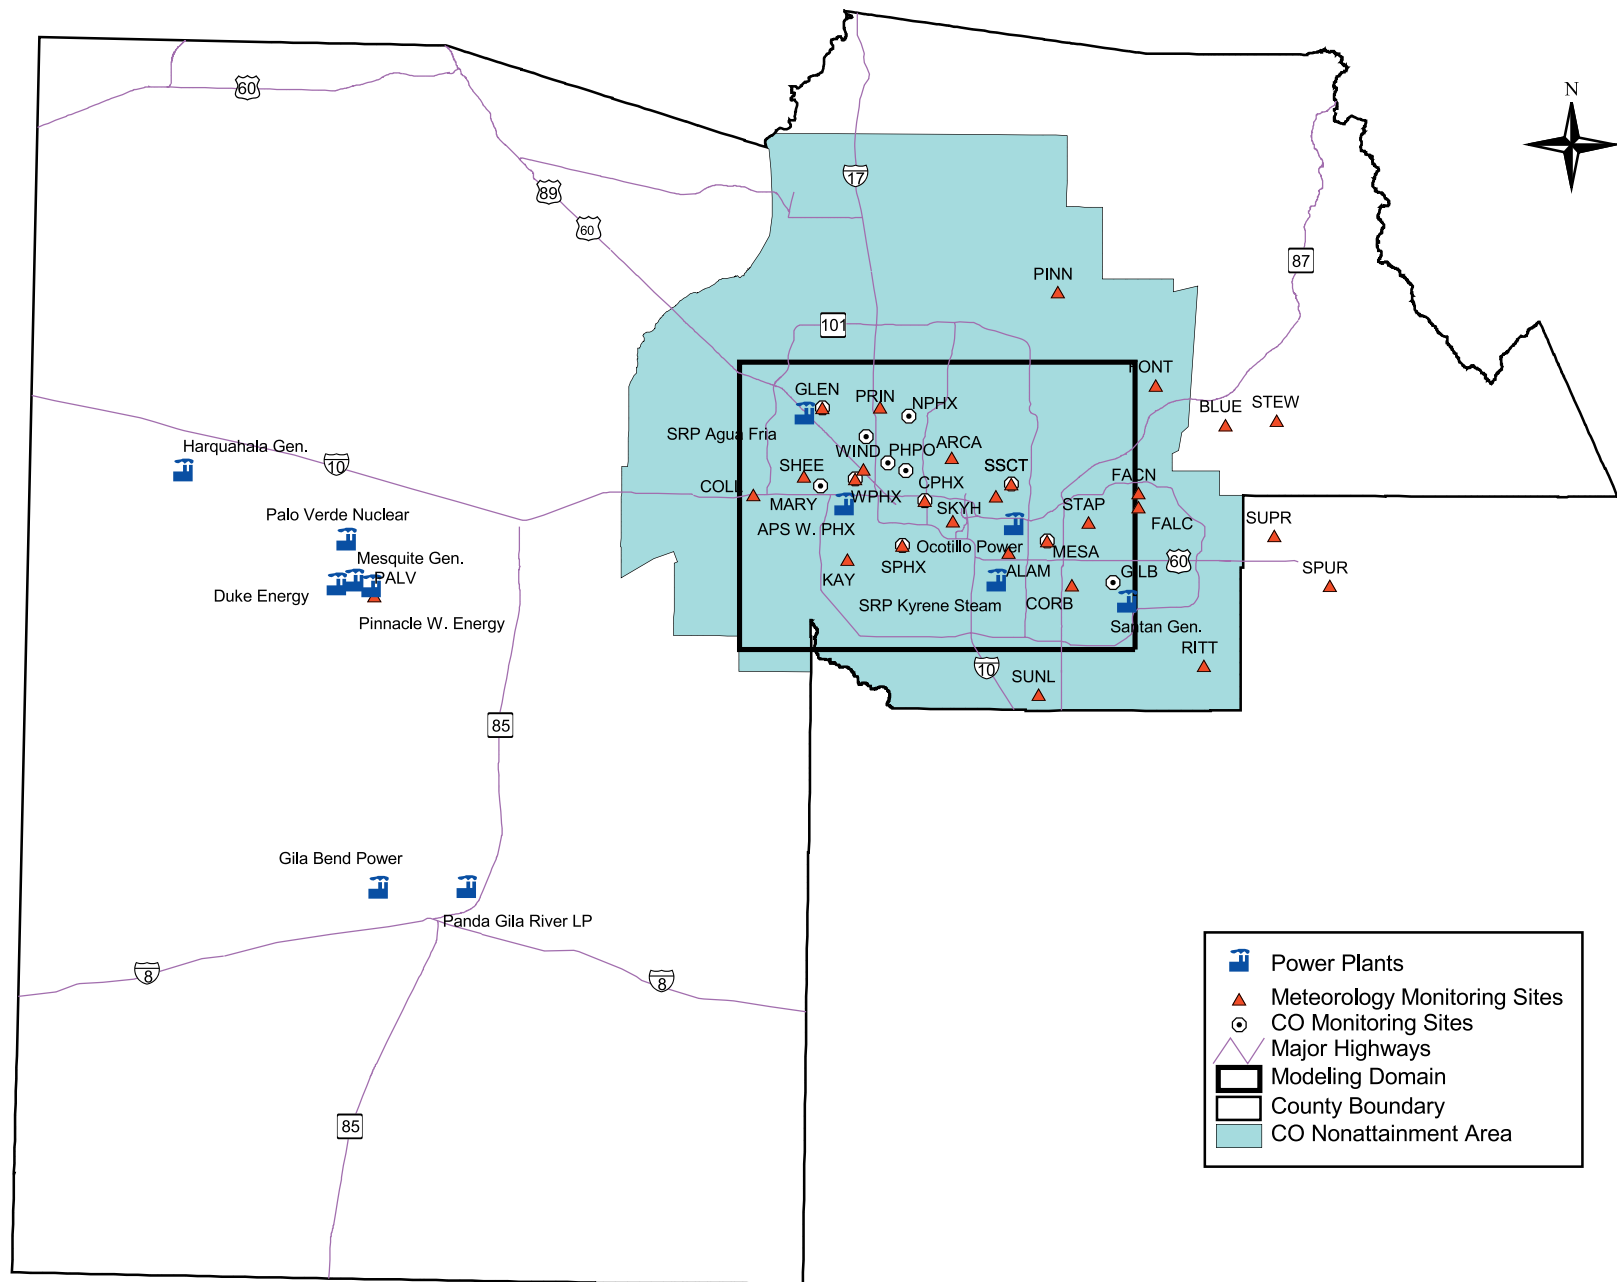 N
60
17
89
60
87
PINN
101
FONT
GLEN
PRIN
NPHX
BLUE
STEW
SRP Agua Fria
WIND
PHPO
ARCA
Harquahala Gen.
10
SHEE
SSCT
COLL
MARY
WPHX
CPHX
FACN
APS W. PHX
SKYH
STAP
FALC
SUPR
Palo Verde Nuclear
Ocotillo Power
MESA
Mesquite Gen.
SPHX
60
SPUR
PALV
KAY
ALAM
GILB
Duke Energy
SRP Kyrene Steam
CORB
Pinnacle W. Energy
Santan Gen.
RITT
10
SUNL
85
Gila Bend Power
Panda Gila River LP
8
8
85
Power Plants
Meteorology Monitoring Sites
CO Monitoring Sites
Major Highways
Modeling Domain
County Boundary
CO Nonattainment Area